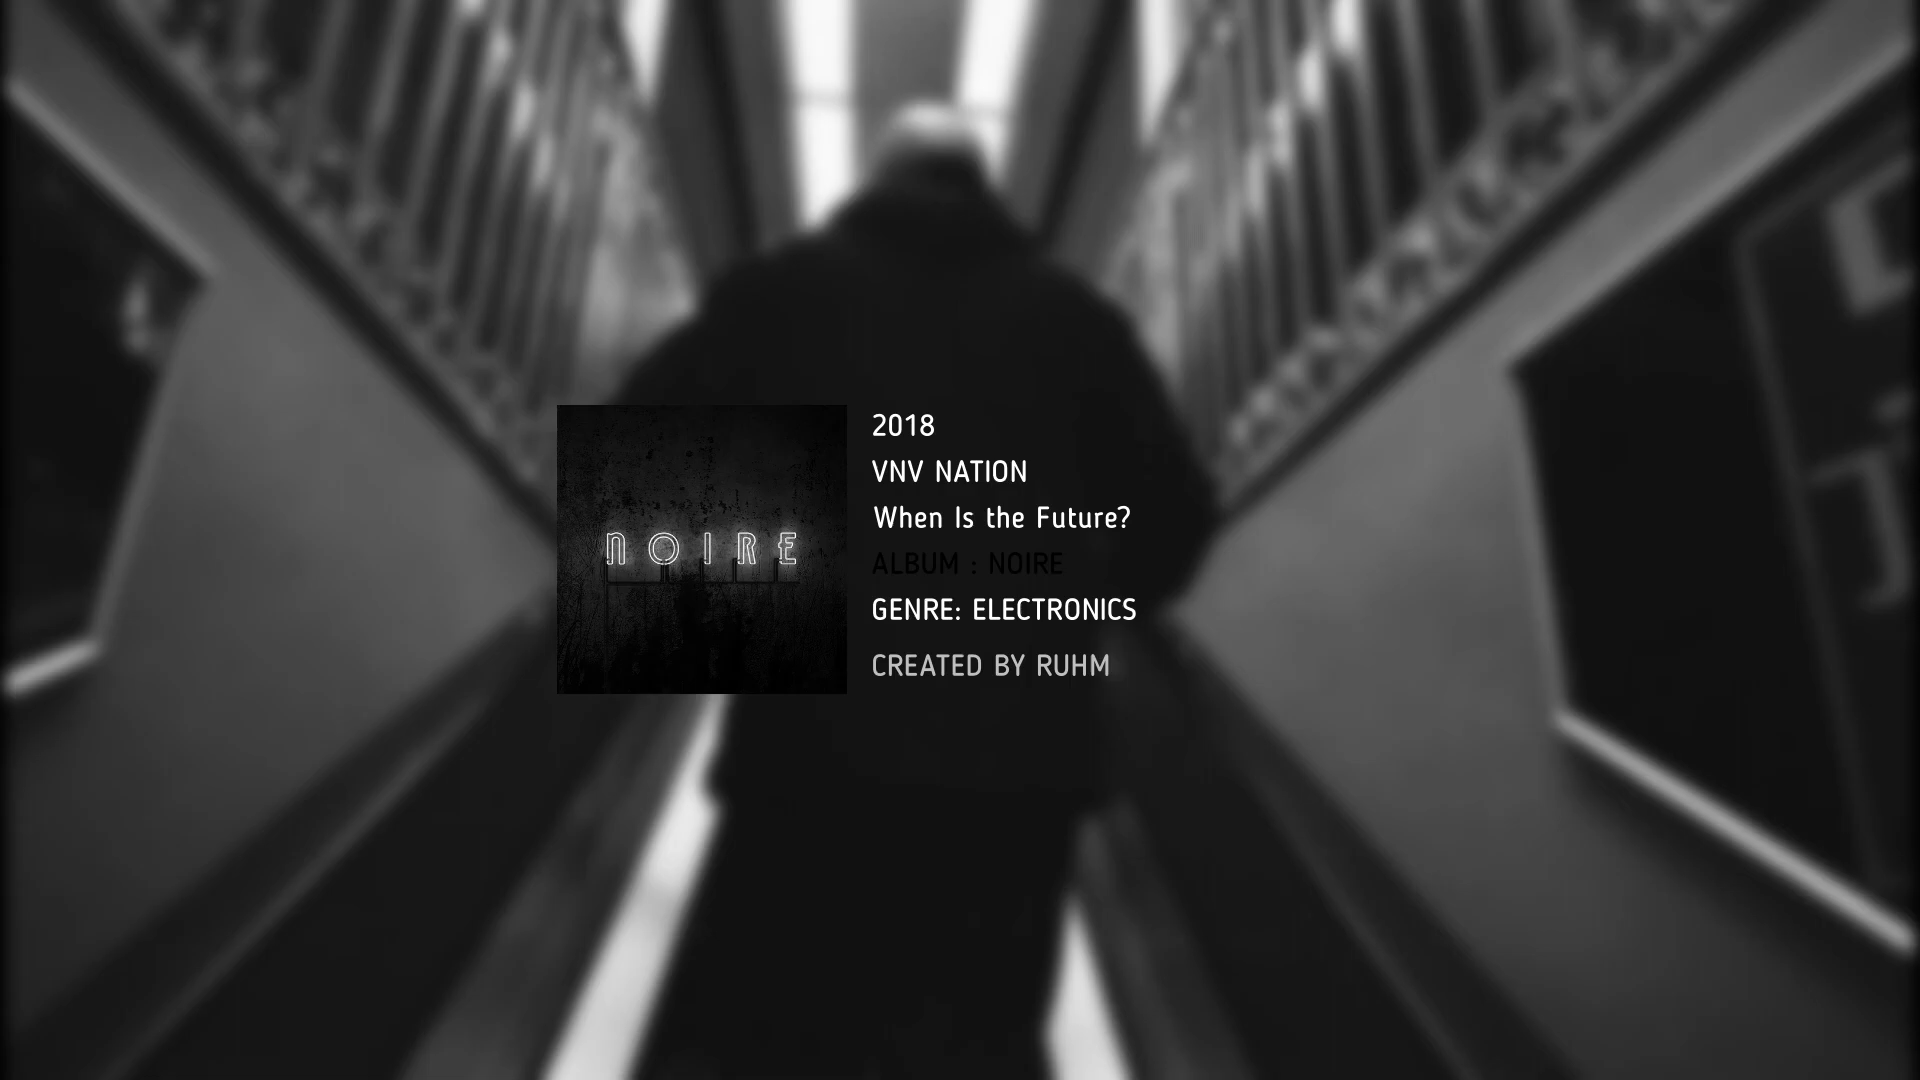 NOIRE
2018
VNV NATION
When Is the Future?
ALBUM : NOIRE
GENRE: ELECTRONICS
CREATED BY RUHM